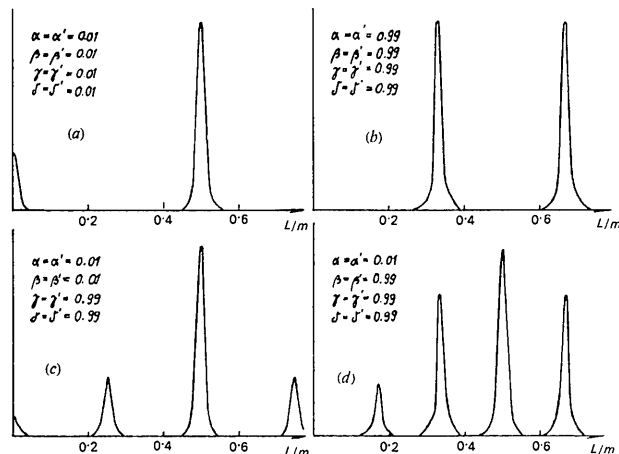 α = α' = 0.01
β = β' = 0.01
γ = γ' = 0.01
δ = δ' = 0.01
(a)
0·2 0·4 0·6 L/m
α = α' = 0.99
β = β' = 0.99
γ = γ' = 0.99
δ = δ' = 0.99
(b)
0·2 0·4 0·6 L/m
α = α' = 0.01
β = β' = 0.01
γ = γ' = 0.99
δ = δ' = 0.99
(c)
0·2 0·4 0·6 L/m
α = α' = 0.01
β = β' = 0.99
γ = γ' = 0.99
δ = δ' = 0.99
(d)
0·2 0·4 0·6 L/m